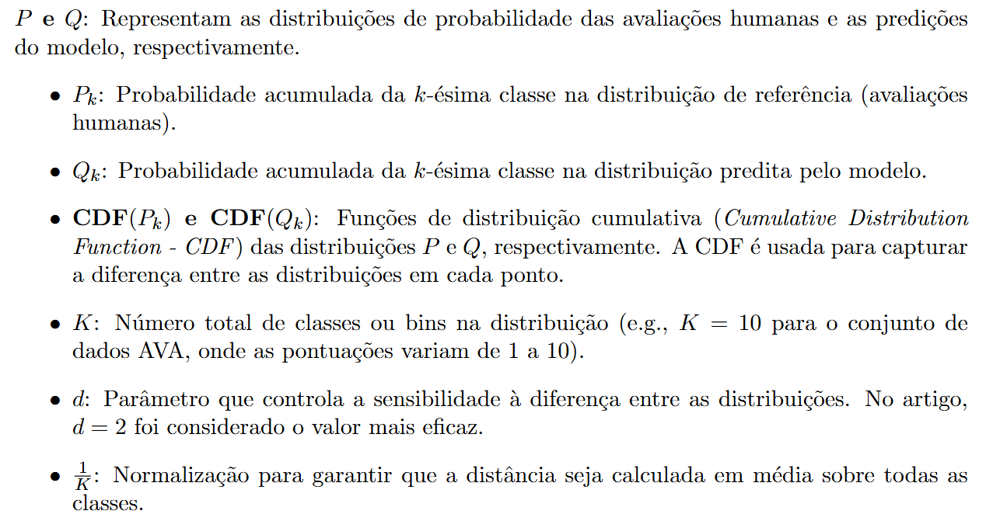 P e Q: Representam as distribuições de probabilidade das avaliações humanas e as predições
do modelo, respectivamente.
• P_k: Probabilidade acumulada da k-ésima classe na distribuição de referência (avaliações
humanas).
• Q_k: Probabilidade acumulada da k-ésima classe na distribuição predita pelo modelo.
• CDF(P_k) e CDF(Q_k): Funções de distribuição cumulativa (Cumulative Distribution
Function - CDF) das distribuições P e Q, respectivamente. A CDF é usada para capturar
a diferença entre as distribuições em cada ponto.
• K: Número total de classes ou bins na distribuição (e.g., K = 10 para o conjunto de
dados AVA, onde as pontuações variam de 1 a 10).
• d: Parâmetro que controla a sensibilidade à diferença entre as distribuições. No artigo,
d = 2 foi considerado o valor mais eficaz.
• 1/K: Normalização para garantir que a distância seja calculada em média sobre todas as
classes.